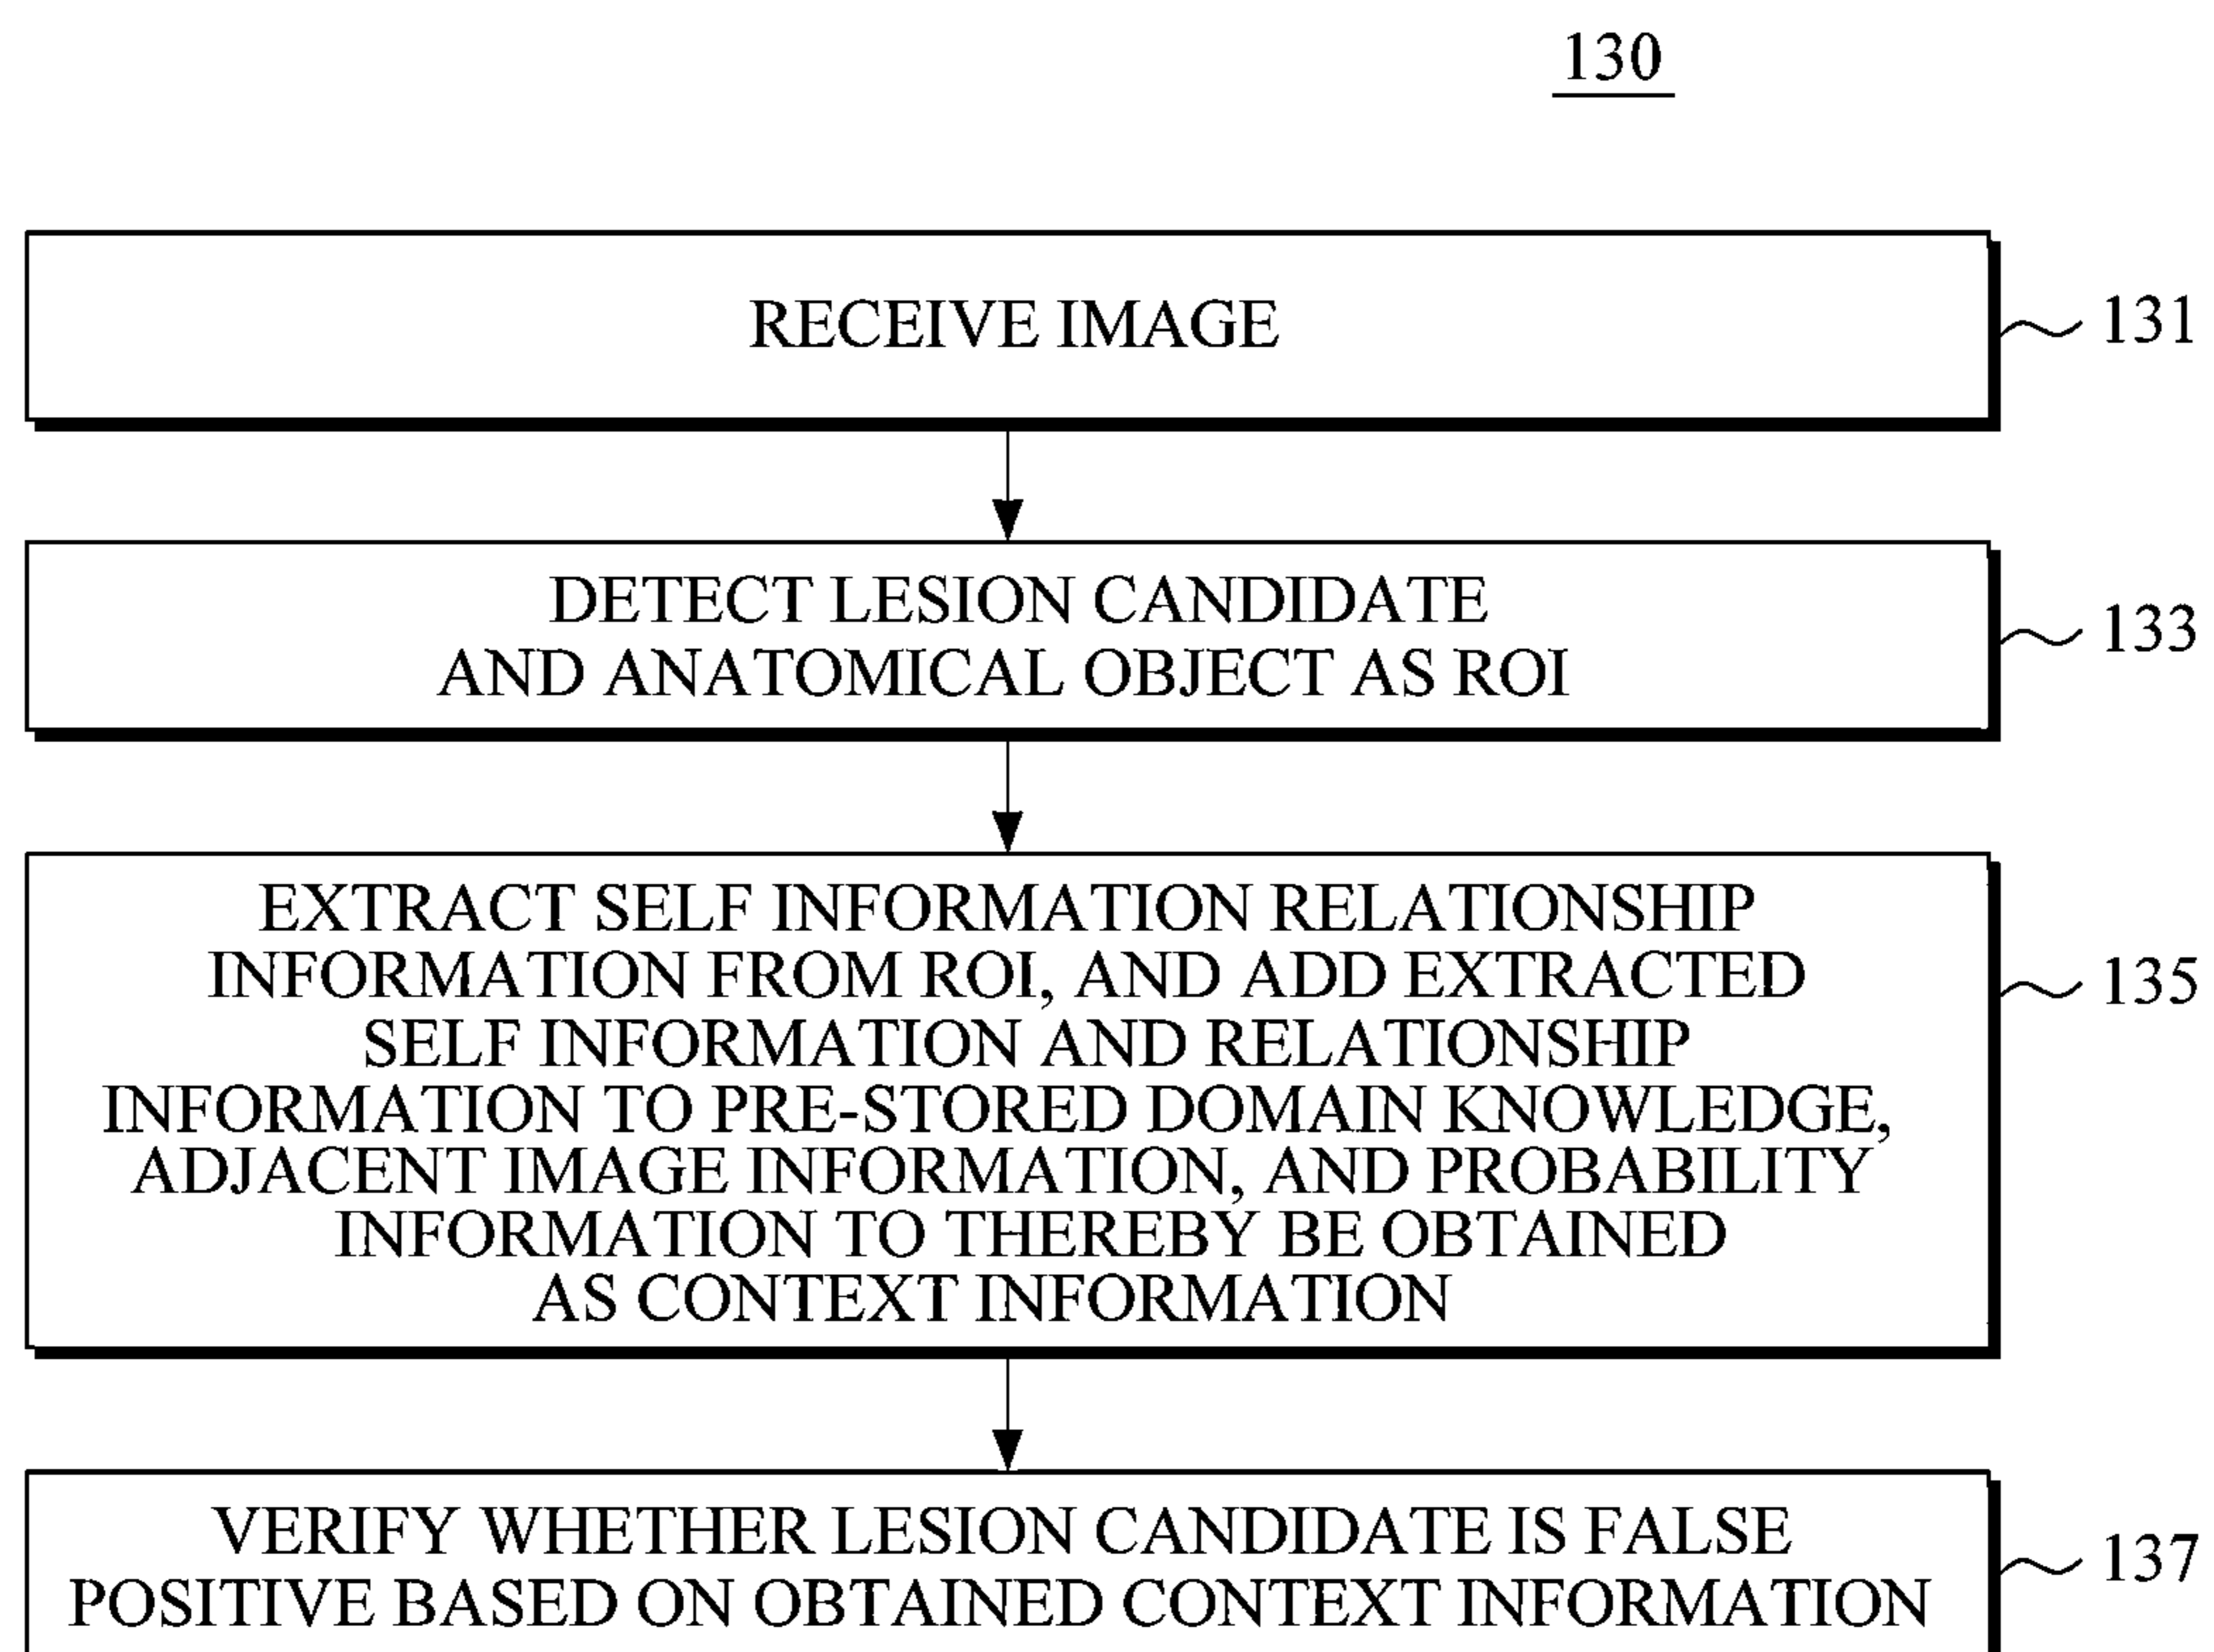 130
RECEIVE IMAGE
131
DETECT LESION CANDIDATE
AND ANATOMICAL OBJECT AS ROI
133
EXTRACT SELF INFORMATION RELATIONSHIP
INFORMATION FROM ROI, AND ADD EXTRACTED
SELF INFORMATION AND RELATIONSHIP
INFORMATION TO PRE-STORED DOMAIN KNOWLEDGE,
ADJACENT IMAGE INFORMATION, AND PROBABILITY
INFORMATION TO THEREBY BE OBTAINED
AS CONTEXT INFORMATION
135
VERIFY WHETHER LESION CANDIDATE IS FALSE
POSITIVE BASED ON OBTAINED CONTEXT INFORMATION
137